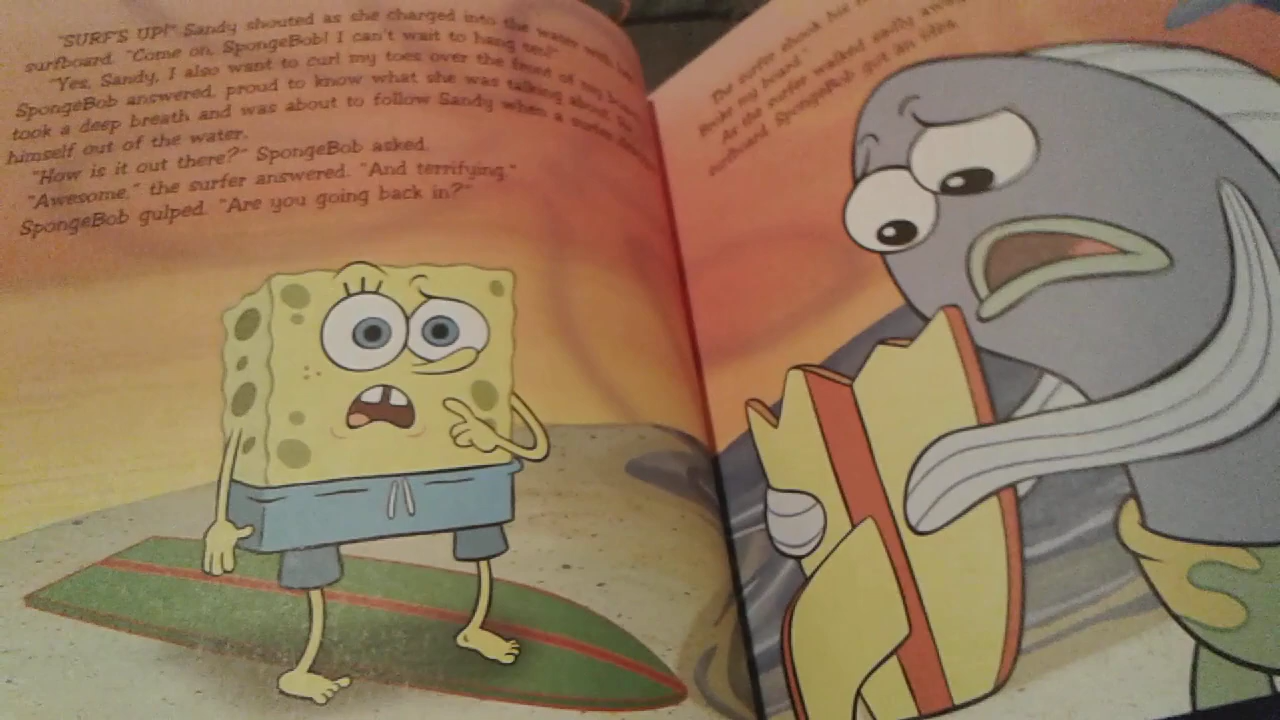 "SURF'S UP!" Sandy shouted as she charged into the water with her
surfboard. "Come on, SpongeBob! I can't wait to hang ten!"
"Yes, Sandy, I also want to curl my toes over the front of my board,"
SpongeBob answered, proud to know what she was talking about. He
took a deep breath and was about to follow Sandy when a surfer
himself out of the water.
"How is it out there?" SpongeBob asked.
"Awesome," the surfer answered. "And terrifying."
SpongeBob gulped. "Are you going back in?"
The surfer shook his
broke my board."
As the surfer walked sadly away
surfboard, SpongeBob got an idea.